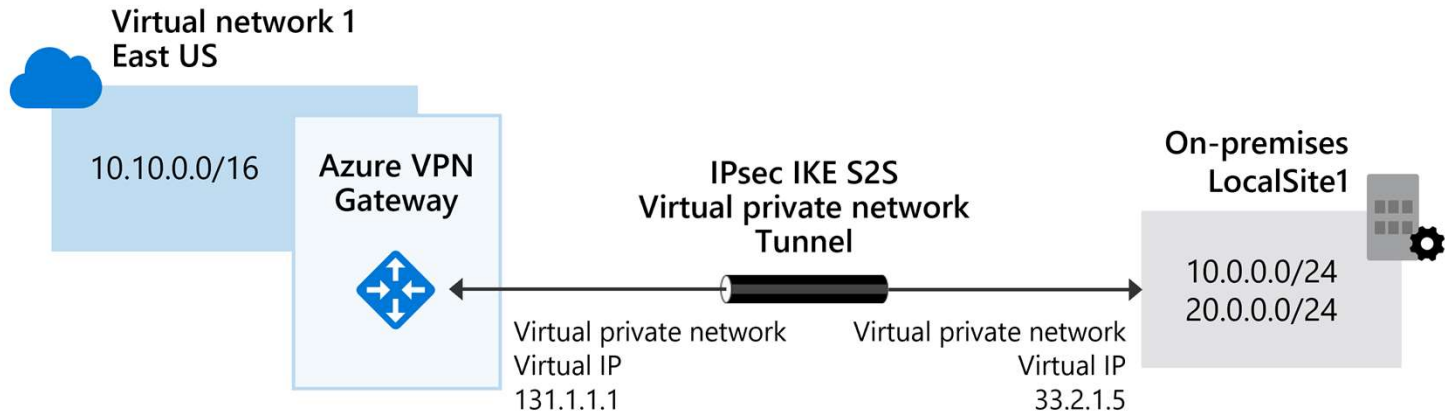 Virtual network 1
East US
10.10.0.0/16
Azure VPN
Gateway
IPsec IKE S2S
Virtual private network
Tunnel
Virtual private network
Virtual IP
131.1.1.1
Virtual private network
Virtual IP
33.2.1.5
On-premises
LocalSite1
10.0.0.0/24
20.0.0.0/24